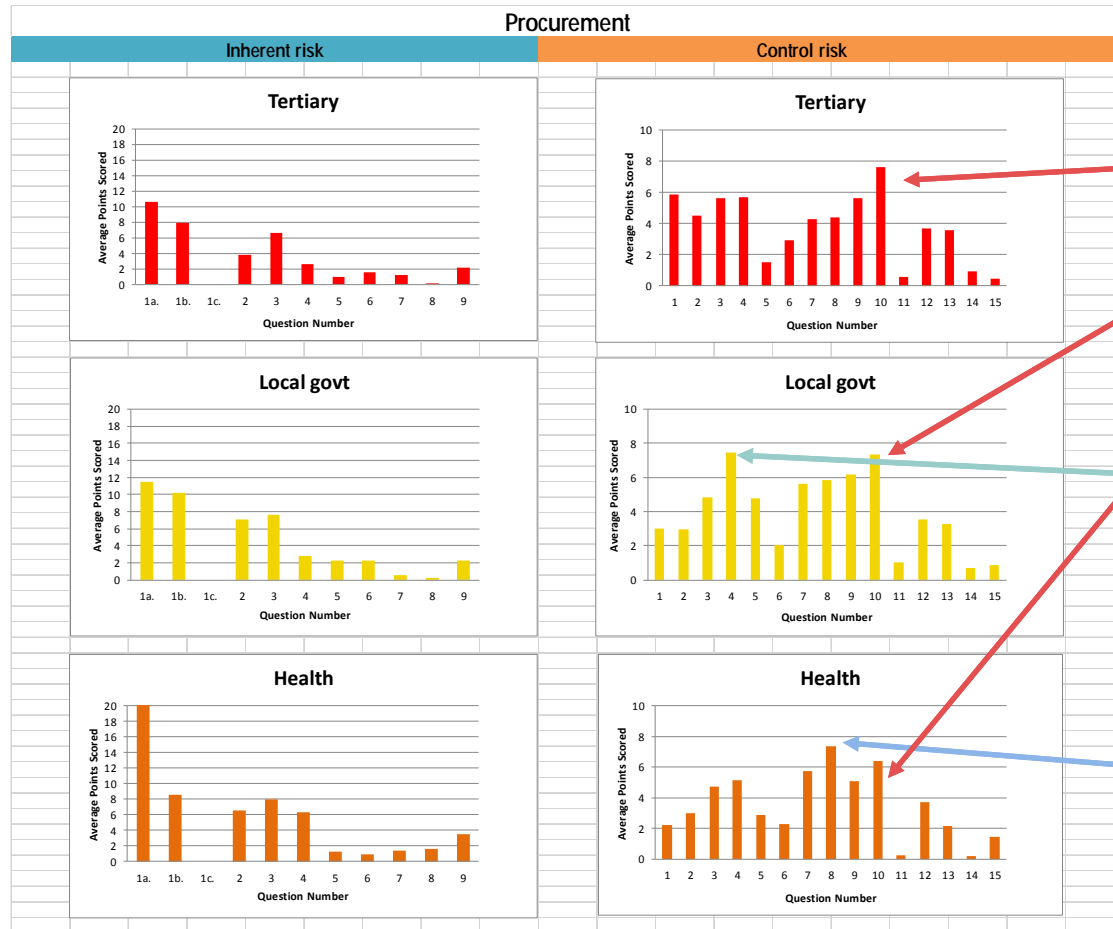 Procurement
Inherent risk
Control risk
Tertiary
Average Points Scored
20
18
16
14
12
10
8
6
4
2
0
1a. 1b. 1c. 2 3 4 5 6 7 8 9
Question Number
Tertiary
Average Points Scored
10
8
6
4
2
0
1 2 3 4 5 6 7 8 9 10 11 12 13 14 15
Question Number
Local govt
Average Points Scored
20
18
16
14
12
10
8
6
4
2
0
1a. 1b. 1c. 2 3 4 5 6 7 8 9
Question Number
Local govt
Average Points Scored
10
8
6
4
2
0
1 2 3 4 5 6 7 8 9 10 11 12 13 14 15
Question Number
Health
Average Points Scored
20
18
16
14
12
10
8
6
4
2
0
1a. 1b. 1c. 2 3 4 5 6 7 8 9
Question Number
Health
Average Points Scored
10
8
6
4
2
0
1 2 3 4 5 6 7 8 9 10 11 12 13 14 15
Question Number